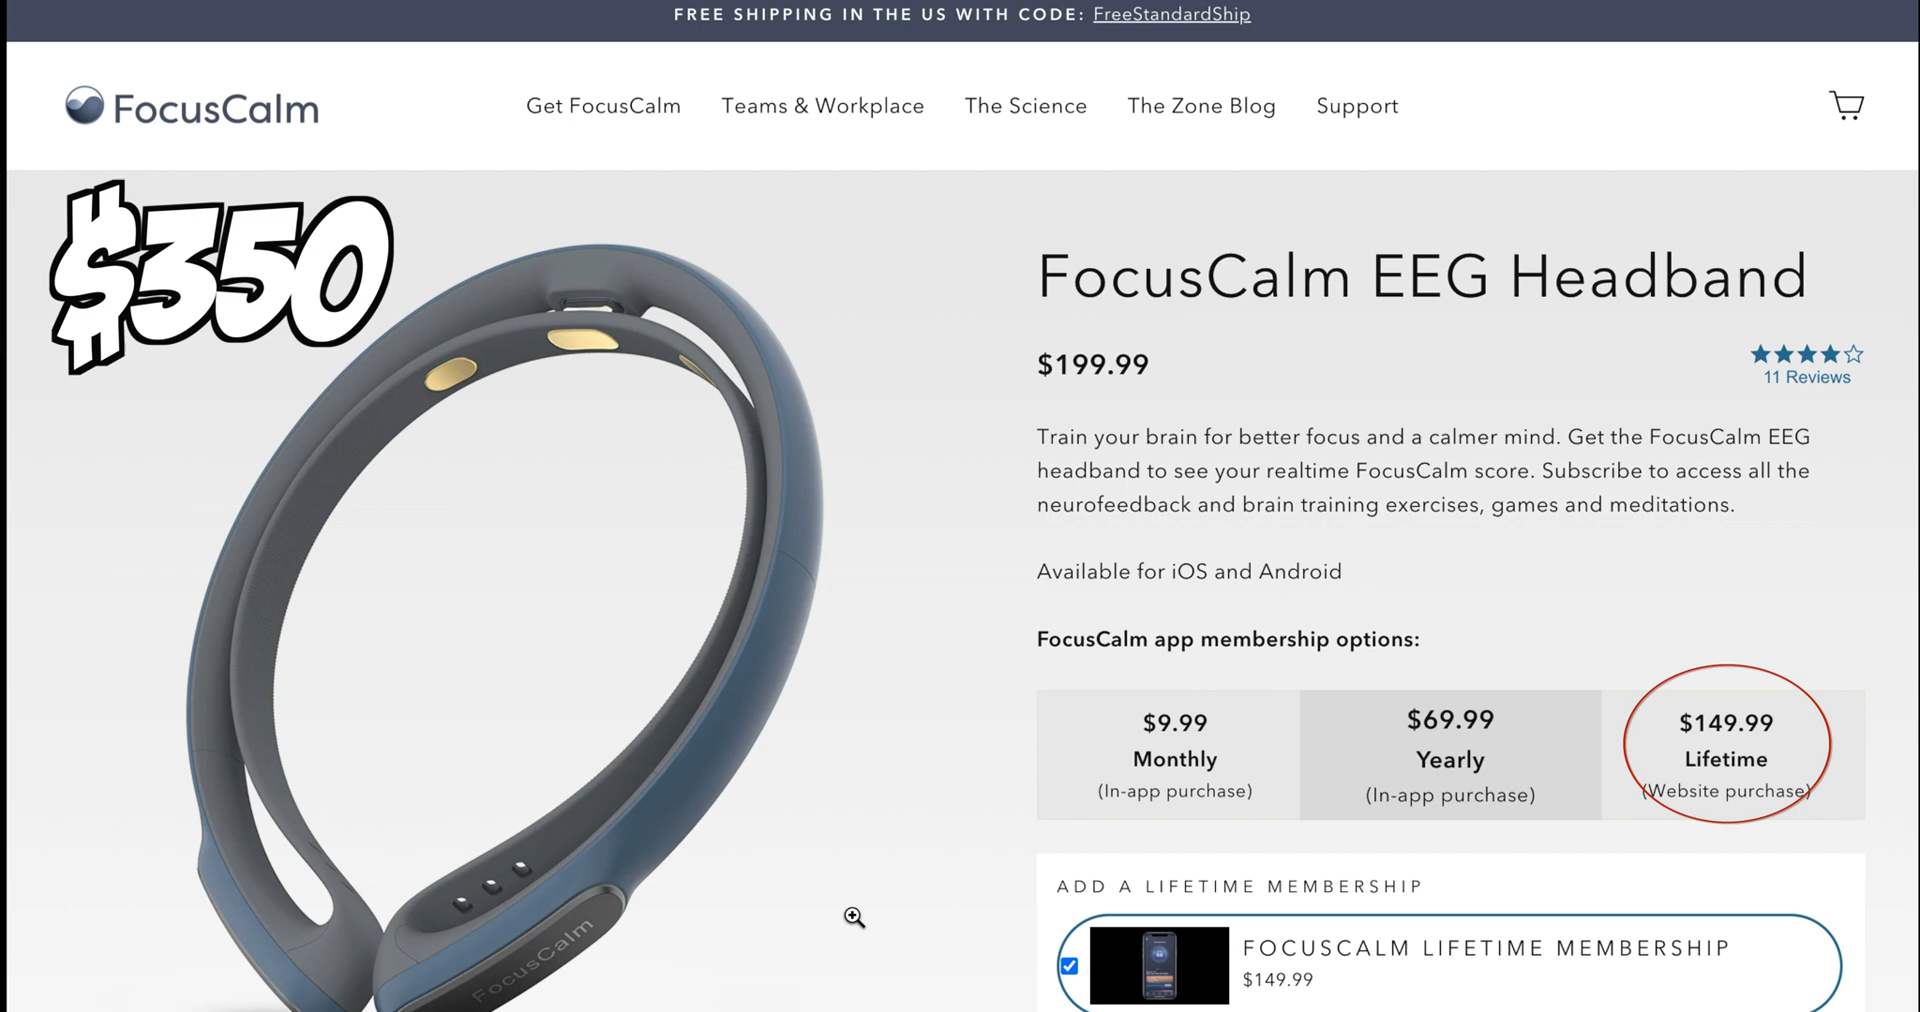 FREE SHIPPING IN THE US WITH CODE: FreeStandardShip
FocusCalm
Get FocusCalm
Teams & Workplace
The Science
The Zone Blog
Support
$350
FocusCalm EEG Headband
$199.99
11 Reviews
Train your brain for better focus and a calmer mind. Get the FocusCalm EEG
headband to see your realtime FocusCalm score. Subscribe to access all the
neurofeedback and brain training exercises, games and meditations.
Available for iOS and Android
FocusCalm app membership options:
$9.99
Monthly
(In-app purchase)
$69.99
Yearly
(In-app purchase)
$149.99
Lifetime
(Website purchase)
ADD A LIFETIME MEMBERSHIP
FOCUSCALM LIFETIME MEMBERSHIP
$149.99
FocusCalm